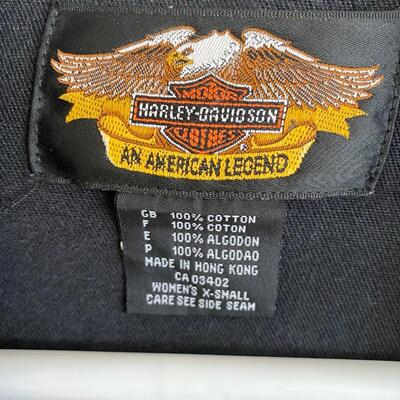 MOTOR
HARLEY-DAVIDSON
CLOTHES
®
AN AMERICAN LEGEND
GB 100% COTTON
F 100% COTON
E 100% ALGODON
P 100% ALGODAO
MADE IN HONG KONG
CA 03402
WOMEN'S X-SMALL
CARE SEE SIDE SEAM